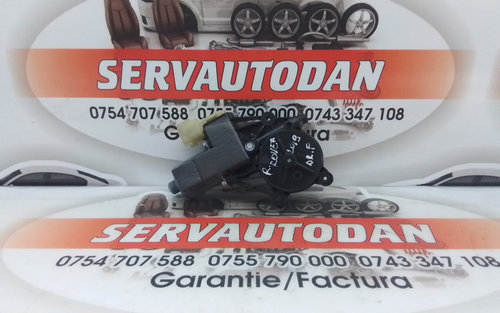 SERVAUTODAN
0754 707 588 0755 790 000 0743 347 108
Garantie/Factura
R. ROVER
2019
DR. F
SERVAUTODAN
0754 707 588 0755 790 000 0743 347 108
Garantie/Factura